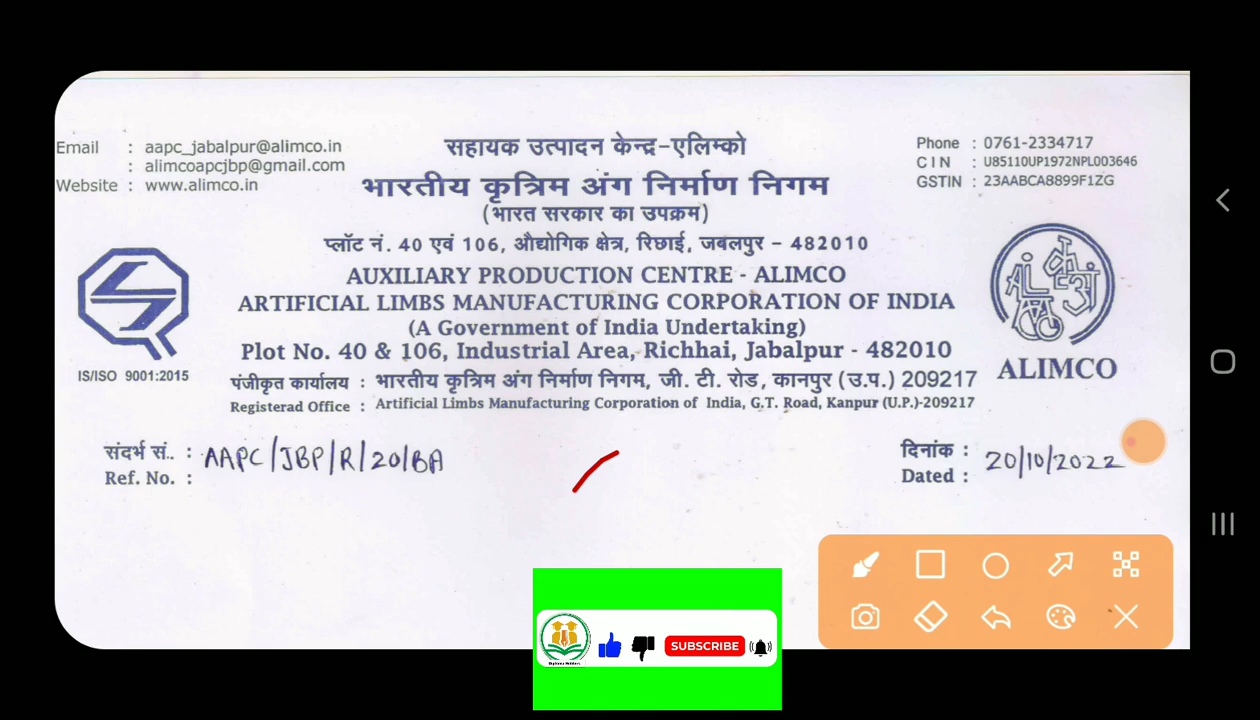 Email : aapc_jabalpur@alimco.in
: alimcoapcjbp@gmail.com
Website : www.alimco.in
सहायक उत्पादन केन्द्र-एलिम्को
भारतीय कृत्रिम अंग निर्माण निगम
(भारत सरकार का उपक्रम)
प्लॉट नं. 40 एवं 106, औद्योगिक क्षेत्र, रिछाई, जबलपुर - 482010
Phone : 0761-2334717
CIN : U85110UP1972NPL003646
GSTIN : 23AABCA8899F1ZG
AUXILIARY PRODUCTION CENTRE - ALIMCO
ARTIFICIAL LIMBS MANUFACTURING CORPORATION OF INDIA
(A Government of India Undertaking)
Plot No. 40 & 106, Industrial Area, Richhai, Jabalpur - 482010
IS/ISO 9001:2015
ALIMCO
पंजीकृत कार्यालय : भारतीय कृत्रिम अंग निर्माण निगम, जी. टी. रोड, कानपुर (उ.प.) 209217
Registerad Office : Artificial Limbs Manufacturing Corporation of India, G.T. Road, Kanpur (U.P.)-209217
संदर्भ सं.. : AAPC/JBP/R/20/BA
Ref. No. :
दिनांक : 20/10/2022
Dated :
SUBSCRIBE